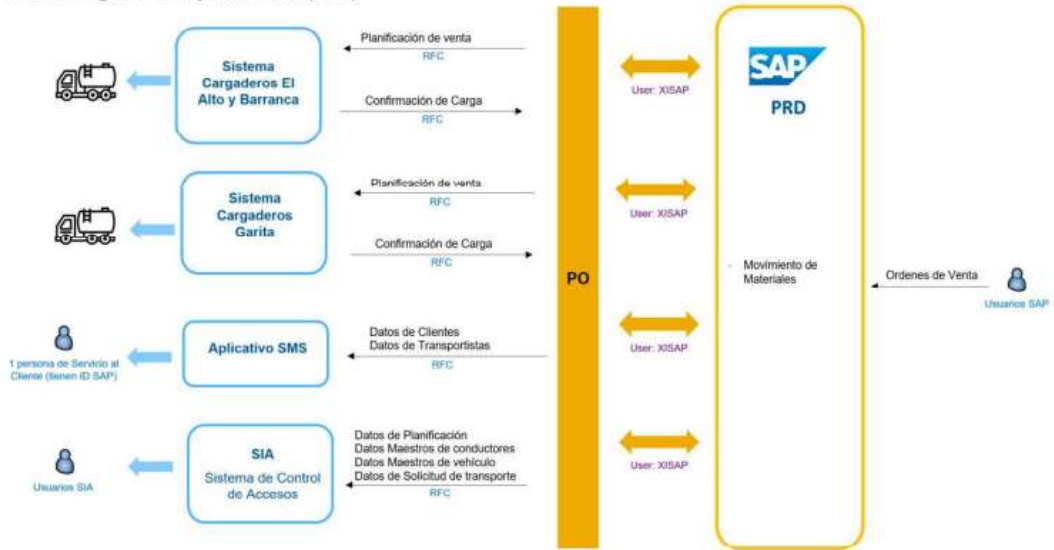 Planificación de venta
RFC
Sistema
Cargaderos El
Alto y Barranca
Confirmación de Carga
RFC
User: XISAP
SAP
PRD
Planificación de venta
RFC
Sistema
Cargaderos
Garita
Confirmación de Carga
RFC
User: XISAP
PO
- Movimiento de
Materiales
Ordenes de Venta
Usuarios SAP
1 persona de Servicio al
Cliente (tienen ID SAP)
Aplicativo SMS
Datos de Clientes
Datos de Transportistas
RFC
User: XISAP
Usuarios SIA
SIA
Sistema de Control
de Accesos
Datos de Planificación
Datos Maestros de conductores
Datos Maestros de vehículo
Datos de Solicitud de transporte
RFC
User: XISAP